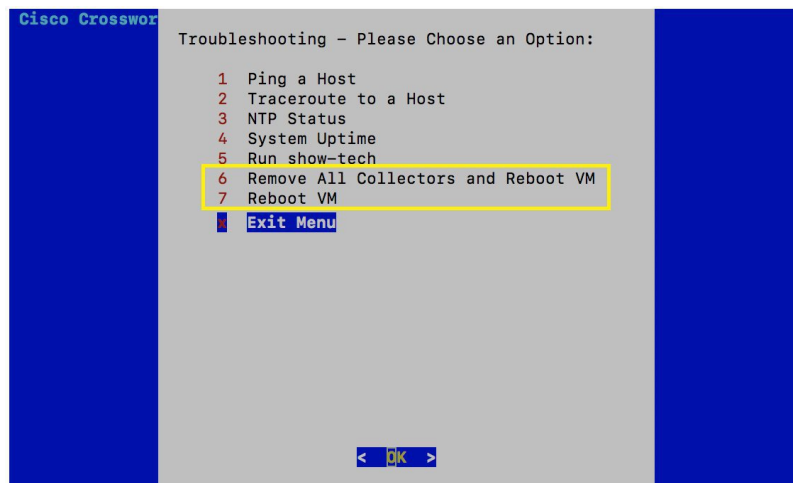 Cisco Crosswor
Troubleshooting – Please Choose an Option:
1 Ping a Host
2 Traceroute to a Host
3 NTP Status
4 System Uptime
5 Run show-tech
6 Remove All Collectors and Reboot VM
7 Reboot VM
x Exit Menu
< OK >